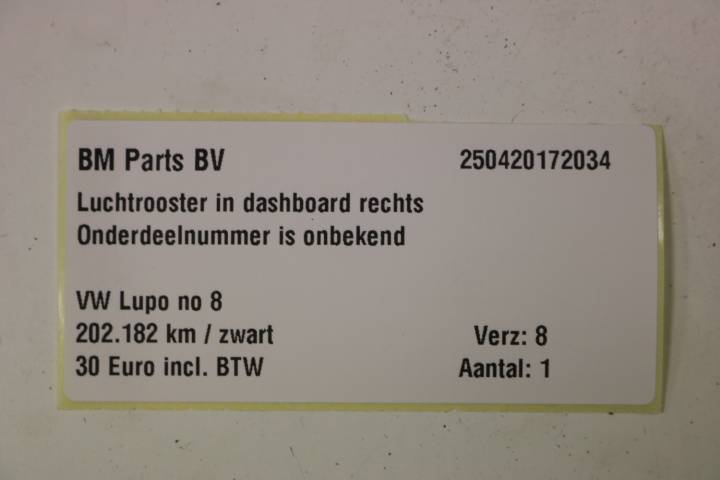 BM Parts BV 250420172034
Luchtrooster in dashboard rechts
Onderdeelnummer is onbekend
VW Lupo no 8
202.182 km / zwart Verz: 8
30 Euro incl. BTW Aantal: 1